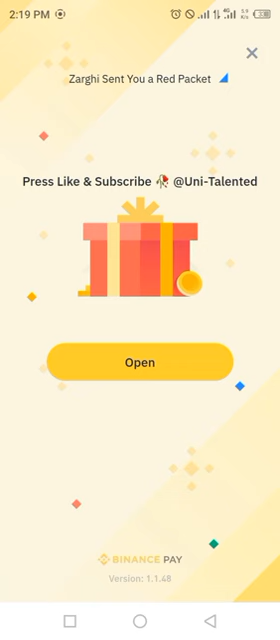 2:19 PM
Zarghi Sent You a Red Packet
Press Like & Subscribe 🥀 @Uni-Talented
Open
BINANCE PAY
Version: 1.1.48